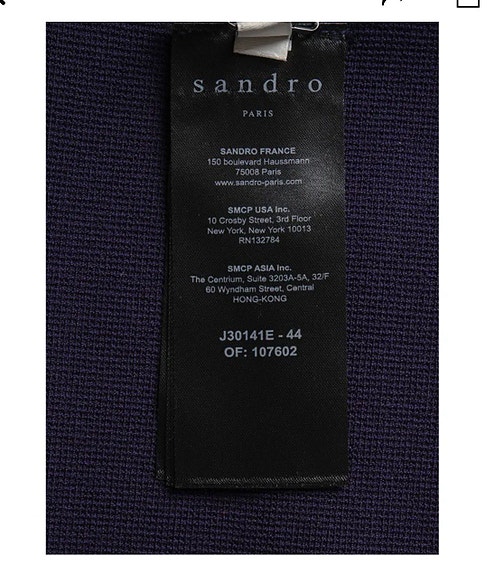 sandro
PARIS
SANDRO FRANCE
150 boulevard Haussmann
75008 Paris
www.sandro-paris.com
SMCP USA Inc.
10 Crosby Street, 3rd Floor
New York, New York 10013
RN132784
SMCP ASIA Inc.
The Centrium, Suite 3203A-5A, 32/F
60 Wyndham Street, Central
HONG-KONG
J30141E - 44
OF: 107602